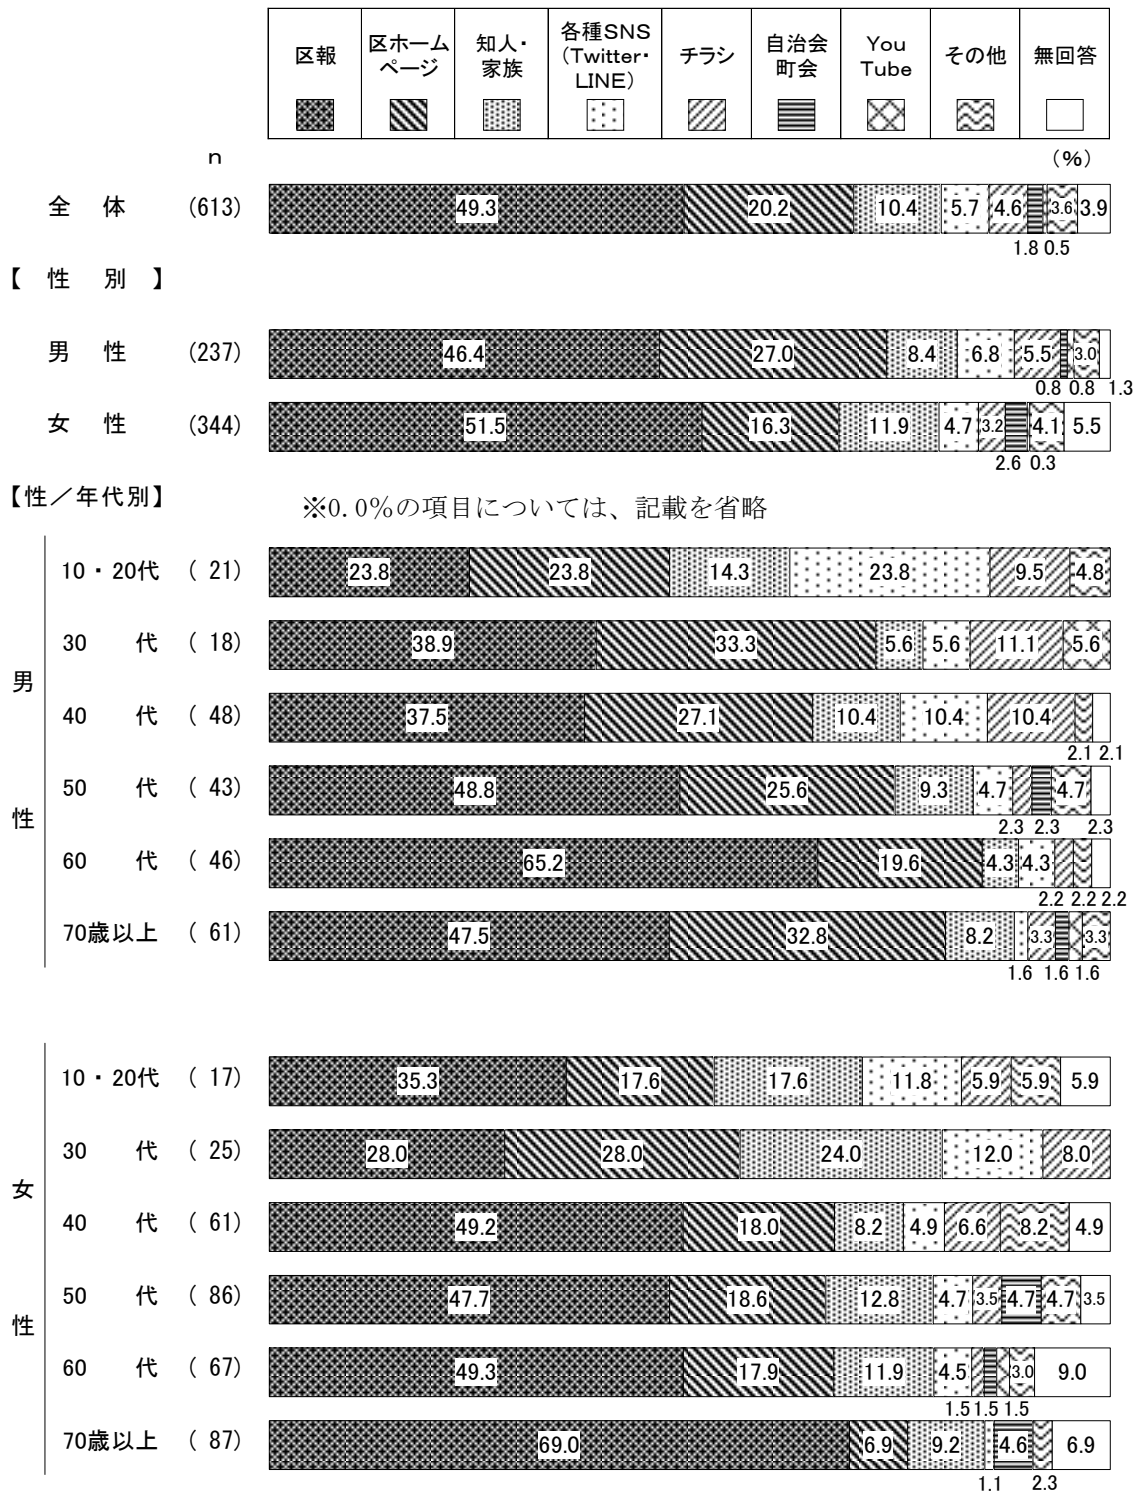 区報 区ホームページ 知人・家族 各種SNS（Twitter・LINE） チラシ 自治会町会 YouTube その他 無回答
n （%）
全体 (613) 49.3 20.2 10.4 5.7 4.6 3.6 3.9
1.8 0.5
【性別】
男性 (237) 46.4 27.0 8.4 6.8 5.5 3.0
0.8 0.8 1.3
女性 (344) 51.5 16.3 11.9 4.7 3.2 4.1 5.5
2.6 0.3
【性／年代別】 ※0.0％の項目については、記載を省略
男性
10・20代 ( 21) 23.8 23.8 14.3 23.8 9.5 4.8
30代 ( 18) 38.9 33.3 5.6 5.6 11.1 5.6
40代 ( 48) 37.5 27.1 10.4 10.4 10.4
2.1 2.1
50代 ( 43) 48.8 25.6 9.3 4.7 4.7
2.3 2.3 2.3
60代 ( 46) 65.2 19.6 4.3 4.3
2.2 2.2 2.2
70歳以上 ( 61) 47.5 32.8 8.2 3.3 3.3
1.6 1.6 1.6
女性
10・20代 ( 17) 35.3 17.6 17.6 11.8 5.9 5.9 5.9
30代 ( 25) 28.0 28.0 24.0 12.0 8.0
40代 ( 61) 49.2 18.0 8.2 4.9 6.6 8.2 4.9
50代 ( 86) 47.7 18.6 12.8 4.7 3.5 4.7 4.7 3.5
60代 ( 67) 49.3 17.9 11.9 4.5 3.0 9.0
1.5 1.5 1.5
70歳以上 ( 87) 69.0 6.9 9.2 4.6 6.9
1.1 2.3